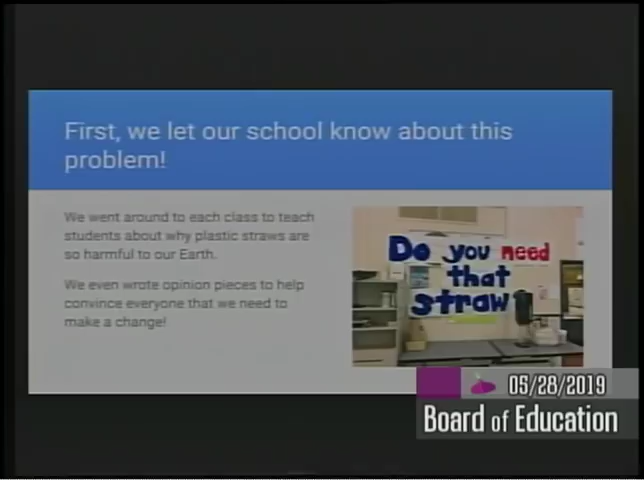 First, we let our school know about this
problem!
We went around to each class to teach
students about why plastic straws are
so harmful to our Earth.
We even wrote opinion pieces to help
convince everyone that we need to
make a change!
Do you need
that
straw
05/28/2019
Board of Education